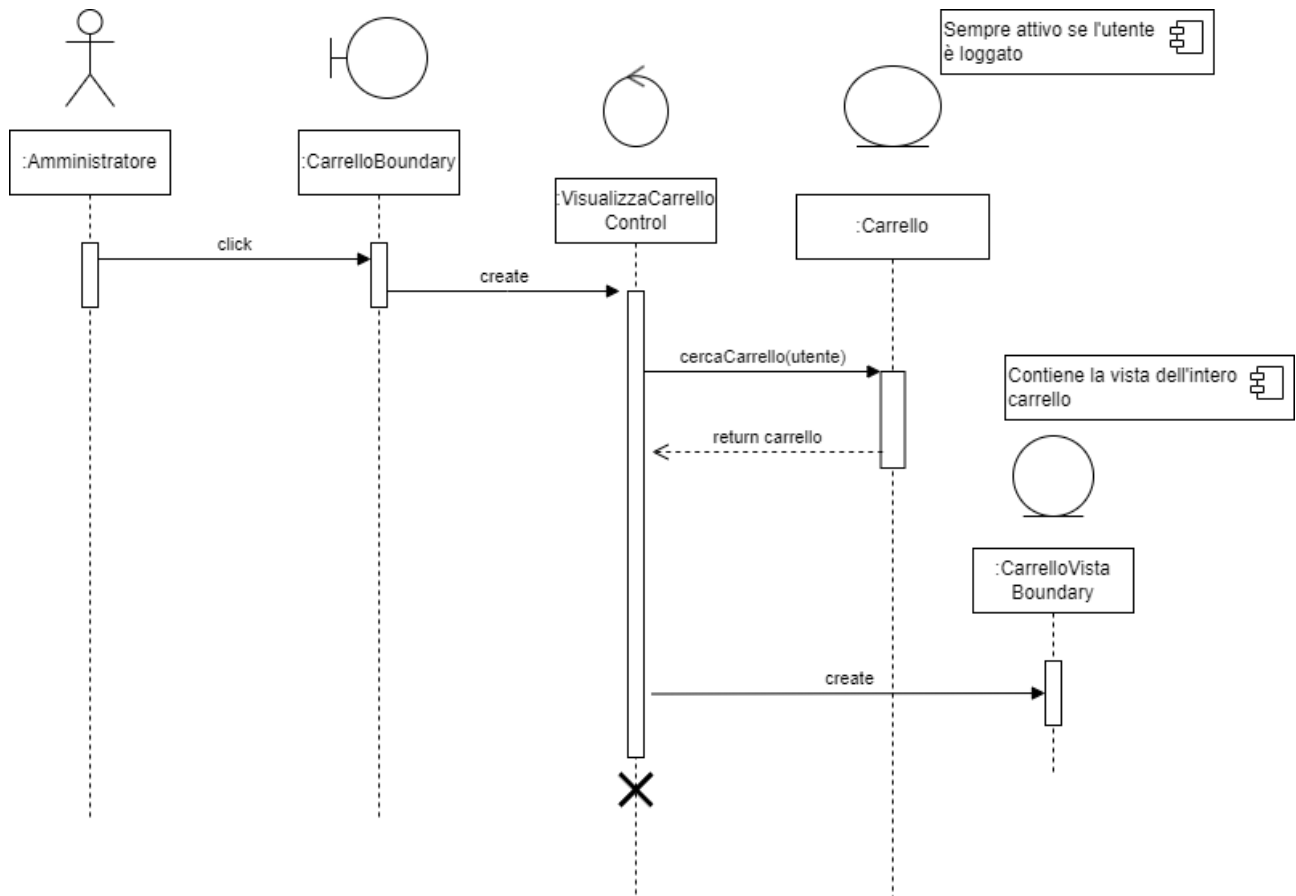 Sempre attivo se l'utente
è loggato
:Amministratore
:CarrelloBoundary
:VisualizzaCarrello
Control
:Carrello
click
create
cercaCarrello(utente)
return carrello
Contiene la vista dell'intero
carrello
:CarrelloVista
Boundary
create